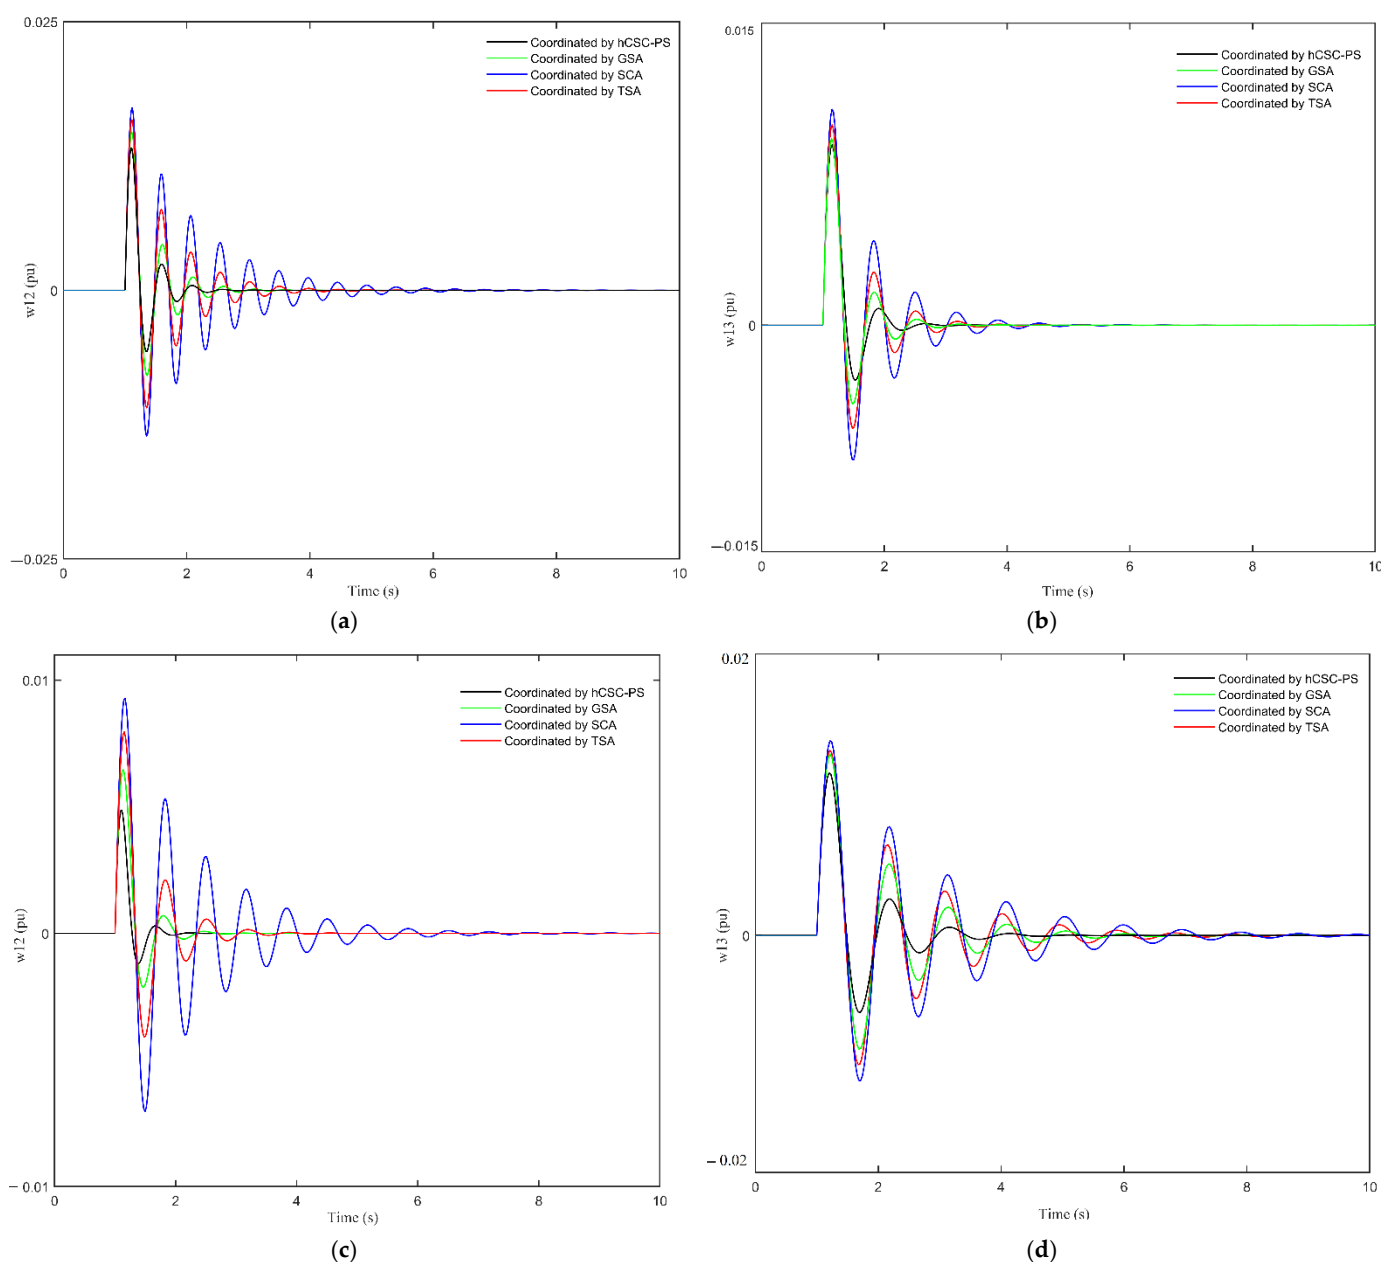 0.025
Coordinated by hCSC-PS
Coordinated by GSA
Coordinated by SCA
Coordinated by TSA
w12 (pu)
0
−0.025
0 2 4 6 8 10
Time (s)
(a)
0.015
Coordinated by hCSC-PS
Coordinated by GSA
Coordinated by SCA
Coordinated by TSA
w13 (pu)
0
−0.015
0 2 4 6 8 10
Time (s)
(b)
0.01
Coordinated by hCSC-PS
Coordinated by GSA
Coordinated by SCA
Coordinated by TSA
w12 (pu)
0
−0.01
0 2 4 6 8 10
Time (s)
(c)
0.02
Coordinated by hCSC-PS
Coordinated by GSA
Coordinated by SCA
Coordinated by TSA
w13 (pu)
0
−0.02
0 2 4 6 8 10
Time (s)
(d)